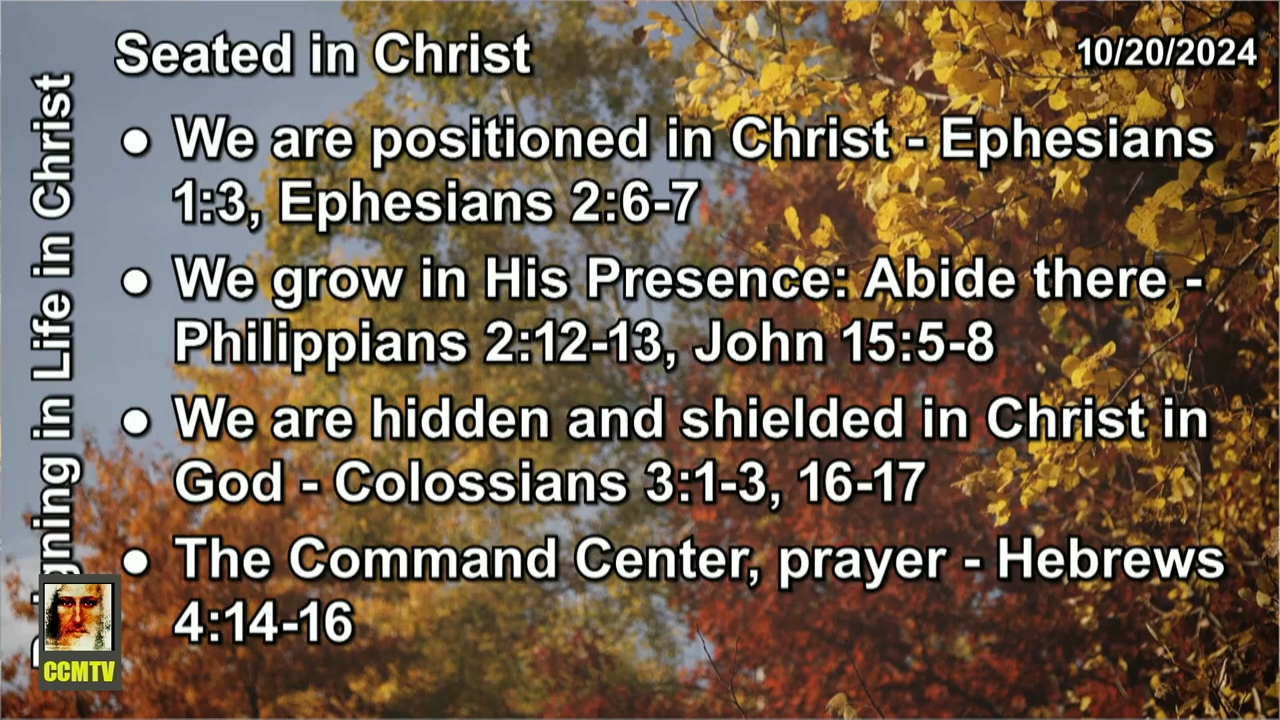 Seated in Christ
10/20/2024
● We are positioned in Christ - Ephesians
1:3, Ephesians 2:6-7
● We grow in His Presence: Abide there -
Philippians 2:12-13, John 15:5-8
● We are hidden and shielded in Christ in
God - Colossians 3:1-3, 16-17
● The Command Center, prayer - Hebrews
4:14-16
in Life in Christ
CCMTV